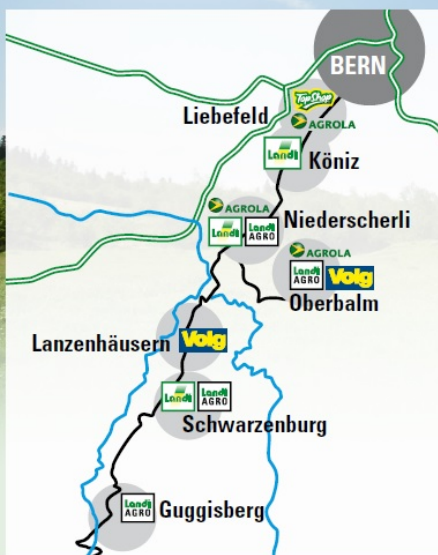 BERN
TopShop
Liebefeld
AGROLA
Landi
Köniz
AGROLA
Niederscherli
Landi
Landi AGRO
AGROLA
Landi AGRO
Volg
Oberbalm
Lanzenhäusern
Volg
Landi
Landi AGRO
Schwarzenburg
Landi AGRO
Guggisberg